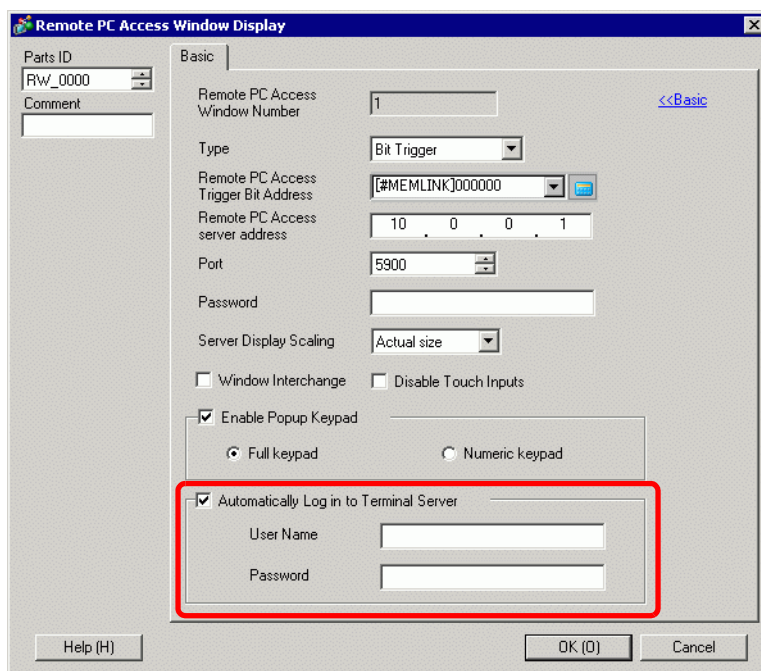 Remote PC Access Window Display
Parts ID
RW_0000
Comment
Basic
Remote PC Access
Window Number
1
<<Basic
Type
Bit Trigger
Remote PC Access
Trigger Bit Address
[#MEMLINK]000000
Remote PC Access
server address
10 . 0 . 0 . 1
Port
5900
Password
Server Display Scaling
Actual size
Window Interchange
Disable Touch Inputs
Enable Popup Keypad
Full keypad
Numeric keypad
Automatically Log in to Terminal Server
User Name
Password
Help (H)
OK (O)
Cancel